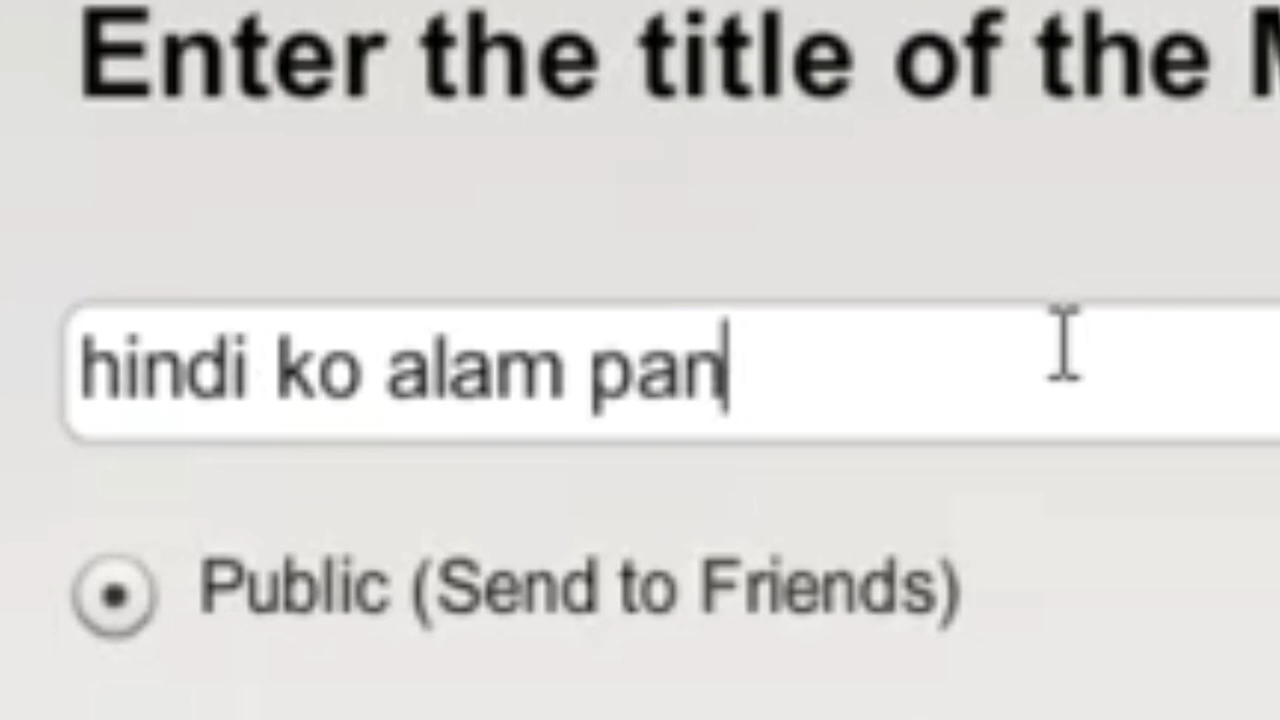 Enter the title of the M
hindi ko alam pan
Public (Send to Friends)